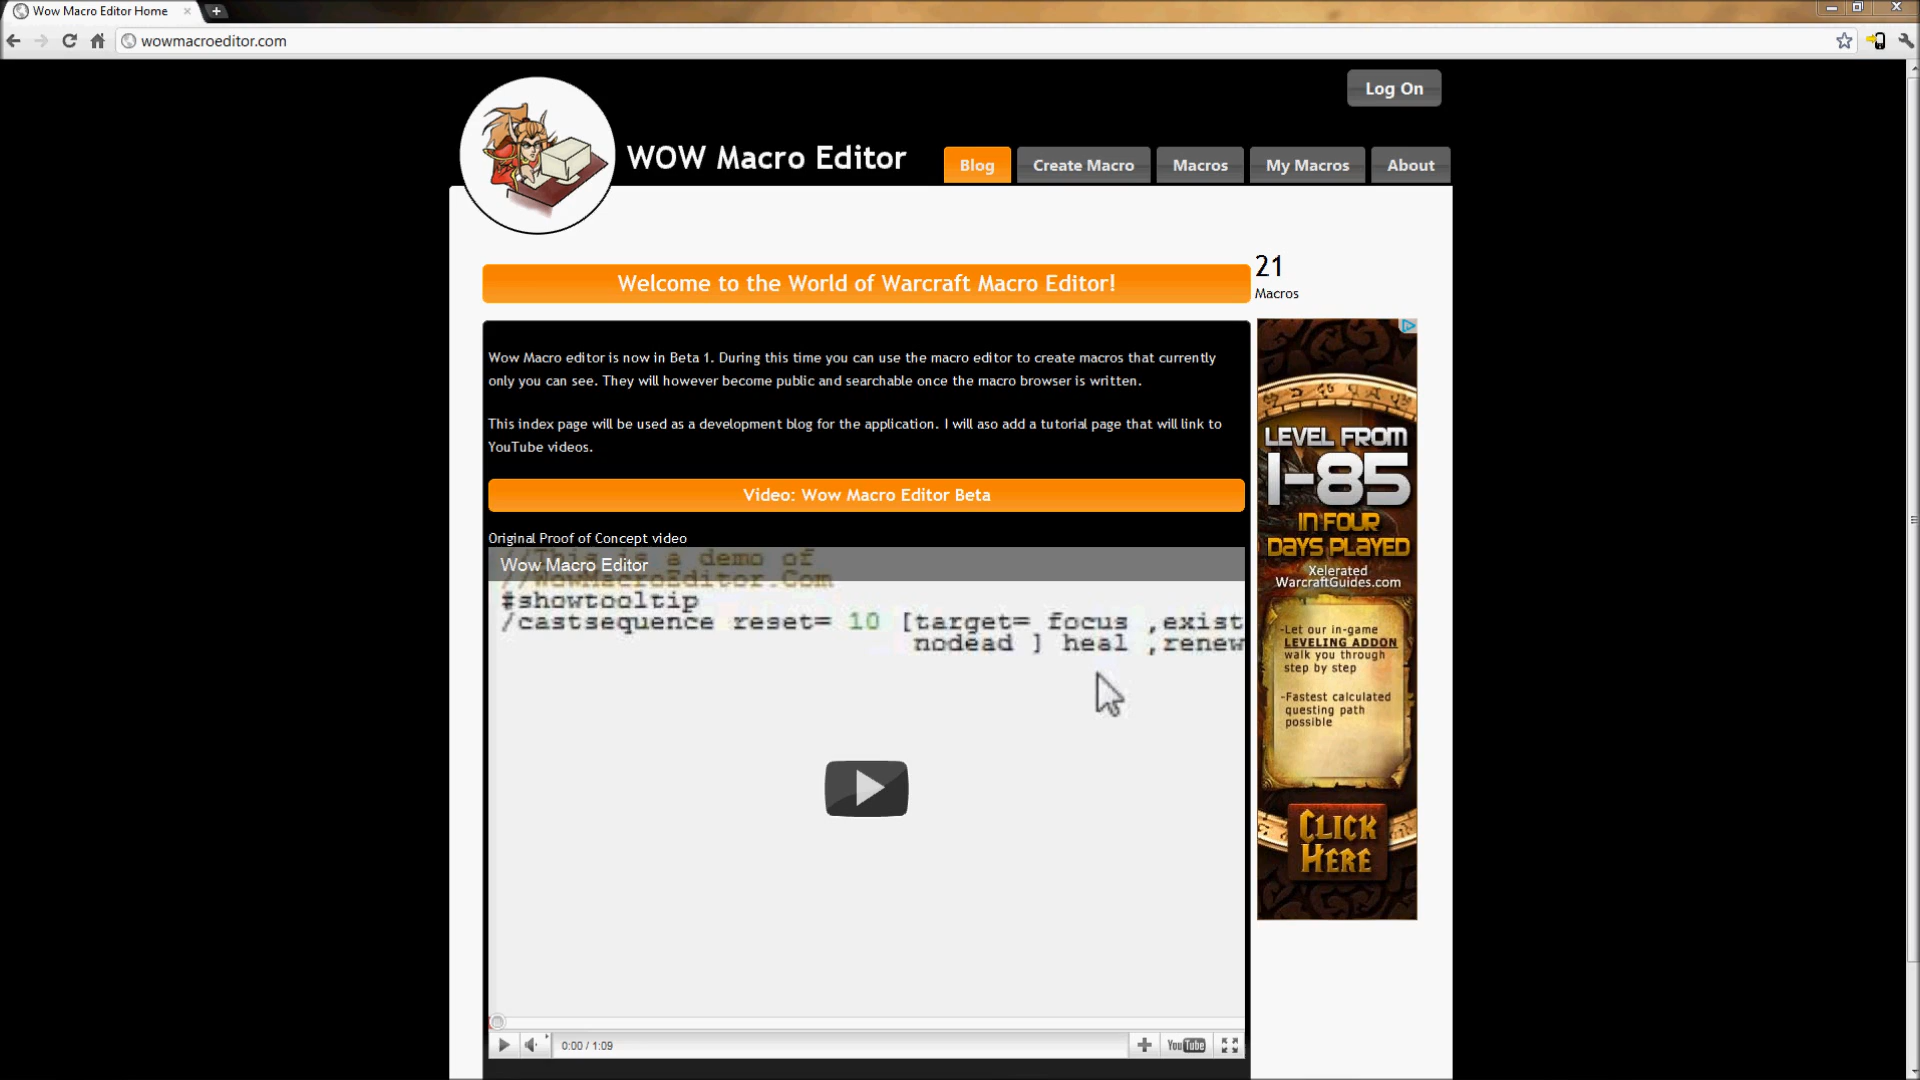 Wow Macro Editor Home
wowmacroeditor.com
Log On
WOW Macro Editor
Blog
Create Macro
Macros
My Macros
About
Welcome to the World of Warcraft Macro Editor!
21
Macros
Wow Macro editor is now in Beta 1. During this time you can use the macro editor to create macros that currently
only you can see. They will however become public and searchable once the macro browser is written.
This index page will be used as a development blog for the application. I will aso add a tutorial page that will link to
YouTube videos.
Video: Wow Macro Editor Beta
Original Proof of Concept video
//This is a demo of
Wow Macro Editor
//WowMacroEditor.Com
#showtooltip
/castsequence reset= 10 [target= focus ,exist
nodead ] heal ,renew
0:00 / 1:09
YouTube
LEVEL FROM
1-85
IN FOUR
DAYS PLAYED
Xelerated
WarcraftGuides.com
-Let our in-game
LEVELING ADDON
walk you through
step by step
-Fastest calculated
questing path
possible
CLICK
HERE